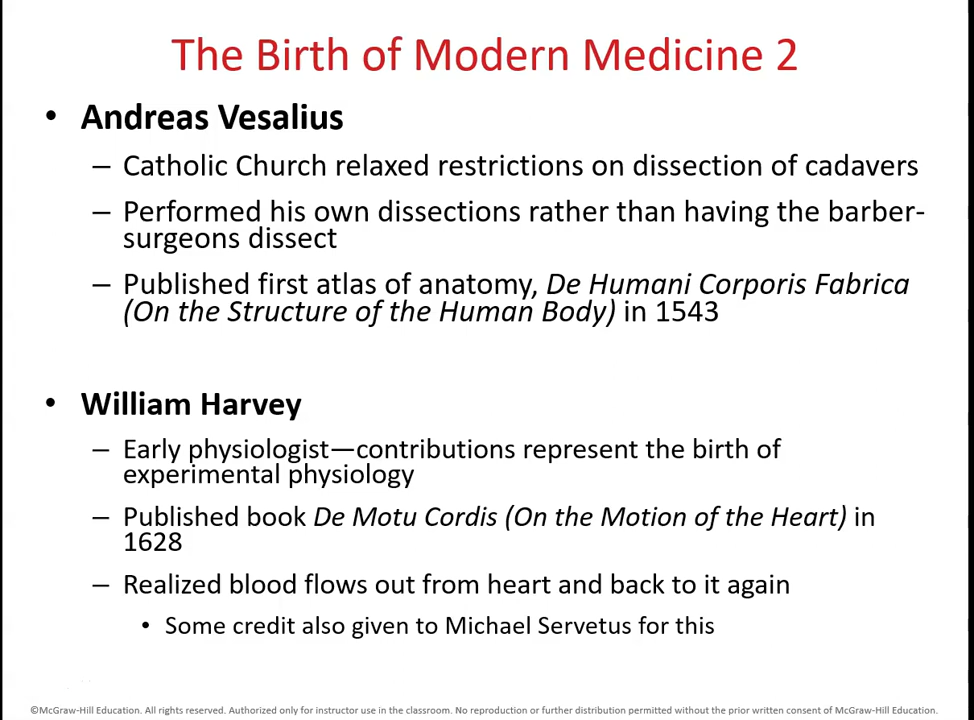 The Birth of Modern Medicine 2
• Andreas Vesalius
– Catholic Church relaxed restrictions on dissection of cadavers
– Performed his own dissections rather than having the barber-
surgeons dissect
– Published first atlas of anatomy, De Humani Corporis Fabrica
(On the Structure of the Human Body) in 1543
• William Harvey
– Early physiologist—contributions represent the birth of
experimental physiology
– Published book De Motu Cordis (On the Motion of the Heart) in
1628
– Realized blood flows out from heart and back to it again
• Some credit also given to Michael Servetus for this
©McGraw-Hill Education. All rights reserved. Authorized only for instructor use in the classroom. No reproduction or further distribution permitted without the prior written consent of McGraw-Hill Education.